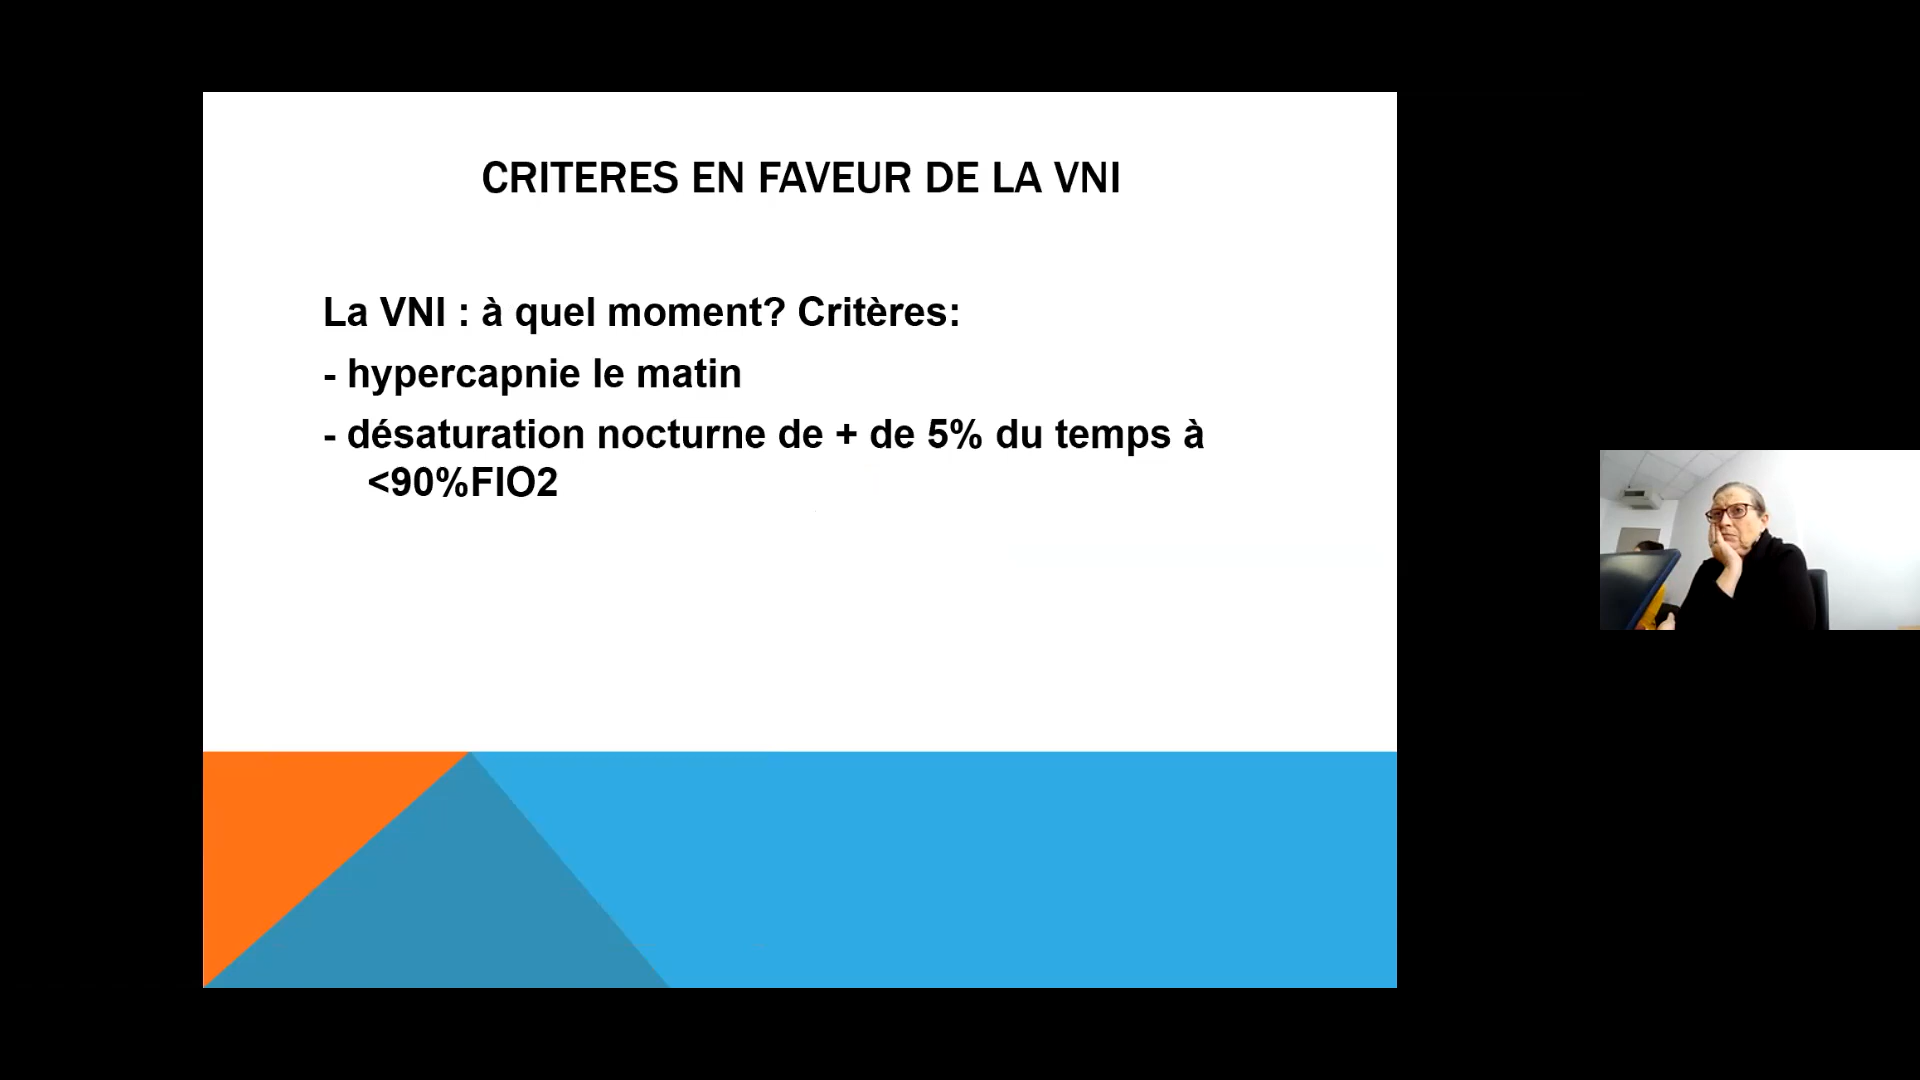 CRITERES EN FAVEUR DE LA VNI
La VNI : à quel moment? Critères:
- hypercapnie le matin
- désaturation nocturne de + de 5% du temps à
<90%FIO2